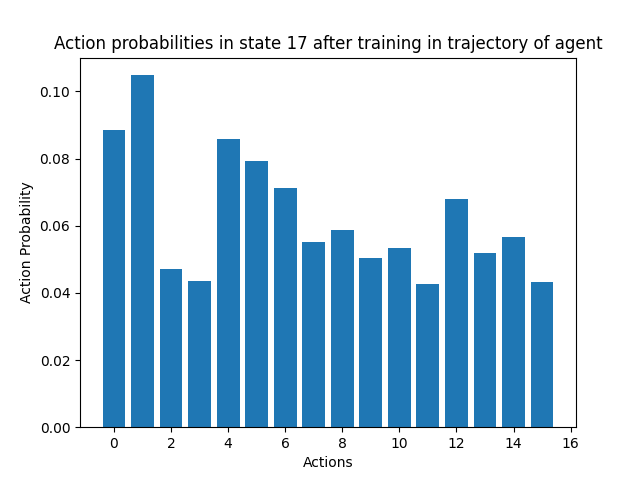 Action probabilities in state 17 after training in trajectory of agent
Action Probability
0.10
0.08
0.06
0.04
0.02
0.00
0 2 4 6 8 10 12 14 16
Actions